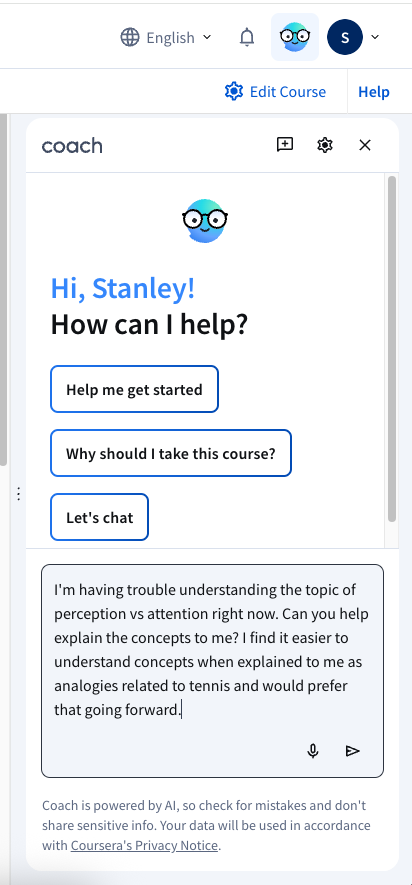 English
S
Edit Course
Help
coach
Hi, Stanley!
How can I help?
Help me get started
Why should I take this course?
Let's chat
I'm having trouble understanding the topic of
perception vs attention right now. Can you help
explain the concepts to me? I find it easier to
understand concepts when explained to me as
analogies related to tennis and would prefer
that going forward.
Coach is powered by AI, so check for mistakes and don't
share sensitive info. Your data will be used in accordance
with Coursera's Privacy Notice.